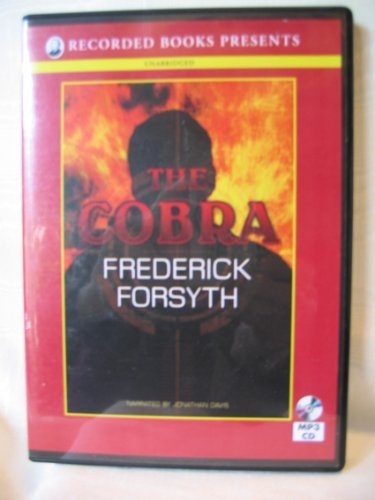 RECORDED BOOKS PRESENTS
UNABRIDGED
THE
COBRA
FREDERICK
FORSYTH
NARRATED BY JONATHAN DAVIS
MP3
CD